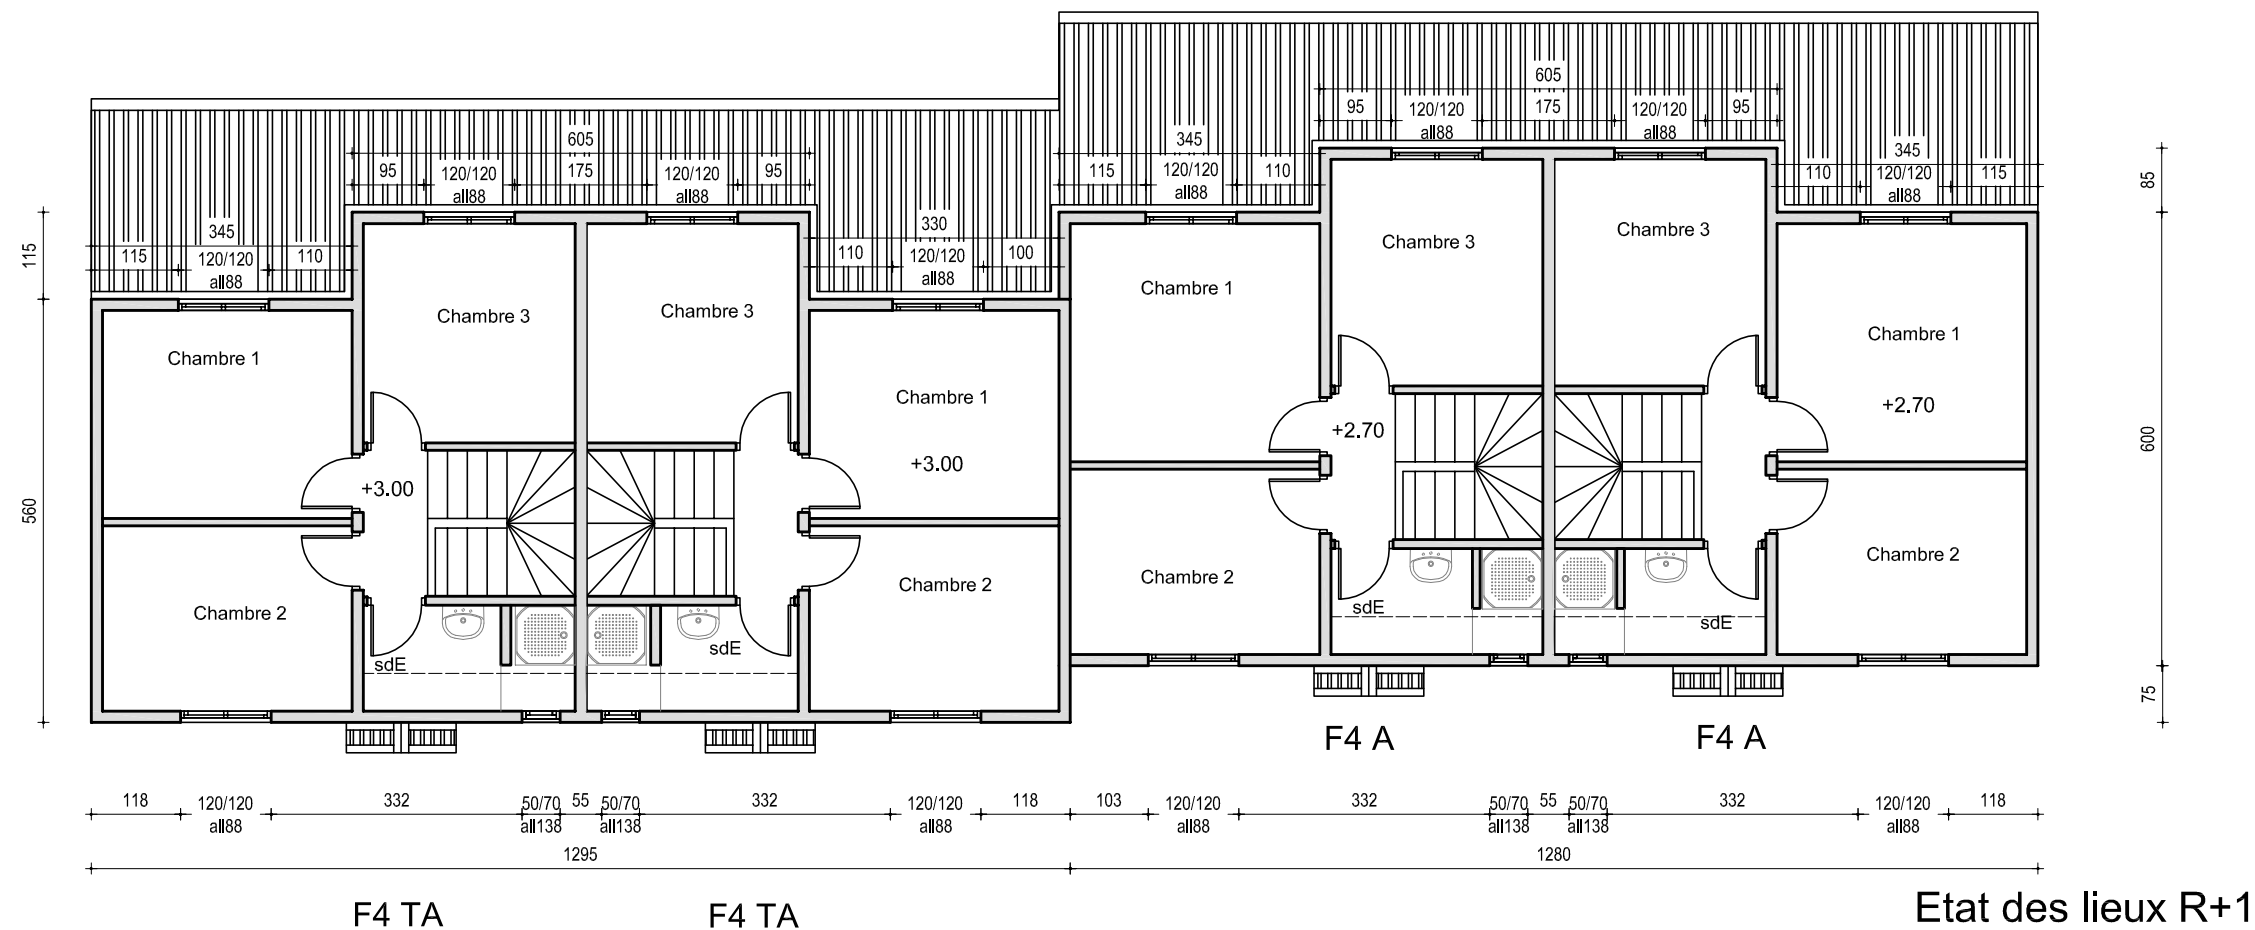 605
95
120/120
all88
175
120/120
all88
95
345
115
120/120
all88
110
345
110
120/120
all88
115
85
605
95
120/120
all88
175
120/120
all88
95
345
115
120/120
all88
110
330
110
120/120
all88
100
115
560
600
75
Chambre 1
Chambre 3
Chambre 3
Chambre 1
+3.00
+3.00
Chambre 2
Chambre 2
sdE
sdE
Chambre 1
Chambre 3
Chambre 3
Chambre 1
+2.70
+2.70
Chambre 2
Chambre 2
sdE
sdE
F4 A
F4 A
118
120/120
all88
332
50/70
all138
55
50/70
all138
332
120/120
all88
118
103
120/120
all88
332
50/70
all138
55
50/70
all138
332
120/120
all88
118
1295
1280
F4 TA
F4 TA
Etat des lieux R+1